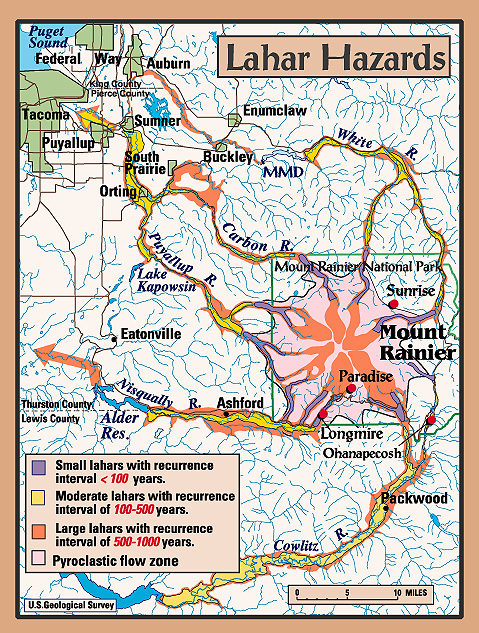 Lahar Hazards
Puget
Sound
Federal Way
Auburn
King County
Pierce County
Tacoma
Sumner
Enumclaw
Puyallup
White R.
South
Prairie
Buckley
MMD
Orting
Carbon R.
Puyallup R.
Mount Rainier National Park
Lake
Kapowsin
Sunrise
Eatonville
Mount
Rainier
Paradise
Nisqually R.
Ashford
Thurston County
Lewis County
Alder
Res.
Longmire
Ohanapecosh
Small lahars with recurrence
interval < 100 years.
Moderate lahars with recurrence
interval of 100-500 years.
Large lahars with recurrence
interval of 500-1000 years.
Pyroclastic flow zone
Packwood
Cowlitz R.
0 5 10 MILES
U.S.Geological Survey